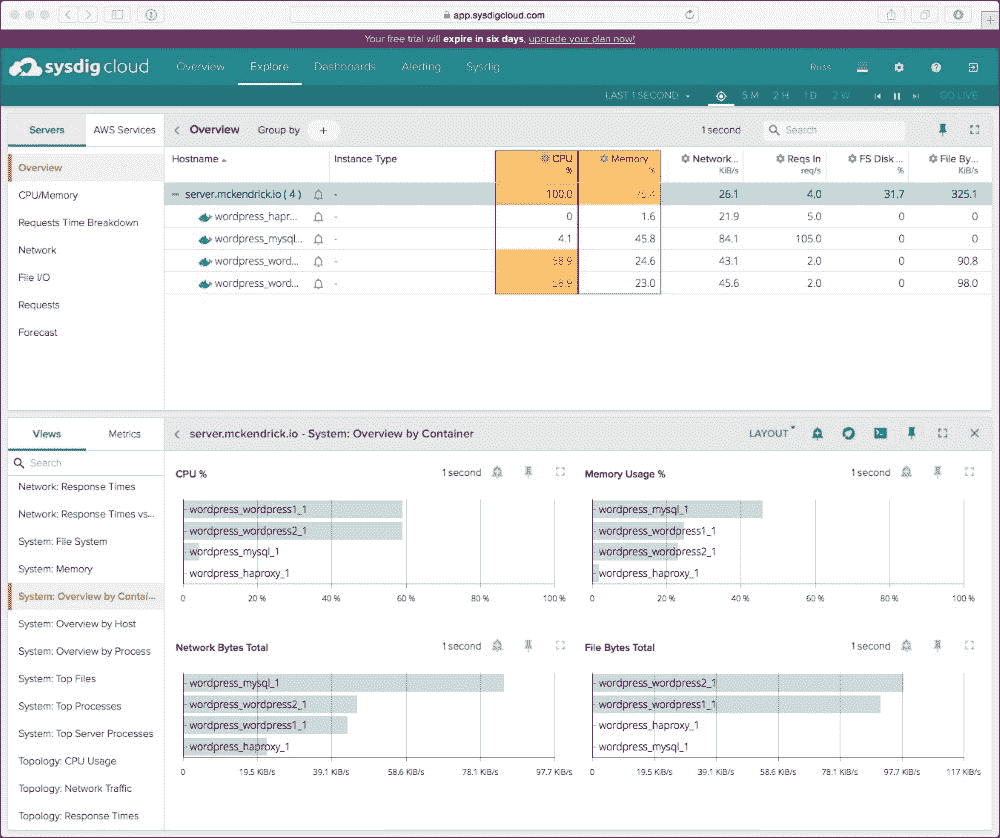 app.sysdigcloud.com
Your free trial will expire in six days, upgrade your plan now!
sysdig cloud Overview Explore Dashboards Alerting Sysdig Russ
LAST 1 SECOND 5 M 2 H 1 D 2 W GO LIVE
Servers AWS Services Overview Group by + 1 second Search
Overview
CPU/Memory
Requests Time Breakdown
Network
File I/O
Requests
Forecast
Hostname Instance Type CPU % Memory % Network... KiB/s Reqs In req/s FS Disk ... % File By... KiB/s
server.mckendrick.io ( 4 ) - 100.0 26.1 4.0 31.7 325.1
wordpress_hapr... - 0 1.6 21.9 5.0 0 0
wordpress_mysql... - 4.1 45.8 84.1 105.0 0 0
wordpress_word... - 24.6 43.1 2.0 0 90.8
wordpress_word... - 23.0 45.6 2.0 0 98.0
Views Metrics
Search
Network: Response Times
Network: Response Times vs...
System: File System
System: Memory
System: Overview by Contai...
System: Overview by Host
System: Overview by Process
System: Top Files
System: Top Processes
System: Top Server Processes
Topology: CPU Usage
Topology: Network Traffic
Topology: Response Times
server.mckendrick.io - System: Overview by Container LAYOUT
CPU % 1 second
wordpress_wordpress1_1
wordpress_wordpress2_1
wordpress_mysql_1
wordpress_haproxy_1
0 20 % 40 % 60 % 80 % 100 %
Memory Usage % 1 second
wordpress_mysql_1
wordpress_wordpress1_1
wordpress_wordpress2_1
wordpress_haproxy_1
0 20 % 40 % 60 % 80 % 100 %
Network Bytes Total 1 second
wordpress_mysql_1
wordpress_wordpress2_1
wordpress_wordpress1_1
wordpress_haproxy_1
0 19.5 KiB/s 39.1 KiB/s 58.6 KiB/s 78.1 KiB/s 97.7 KiB/s
File Bytes Total 1 second
wordpress_wordpress2_1
wordpress_wordpress1_1
wordpress_haproxy_1
wordpress_mysql_1
0 19.5 KiB/s 39.1 KiB/s 58.6 KiB/s 78.1 KiB/s 97.7 KiB/s 117 KiB/s